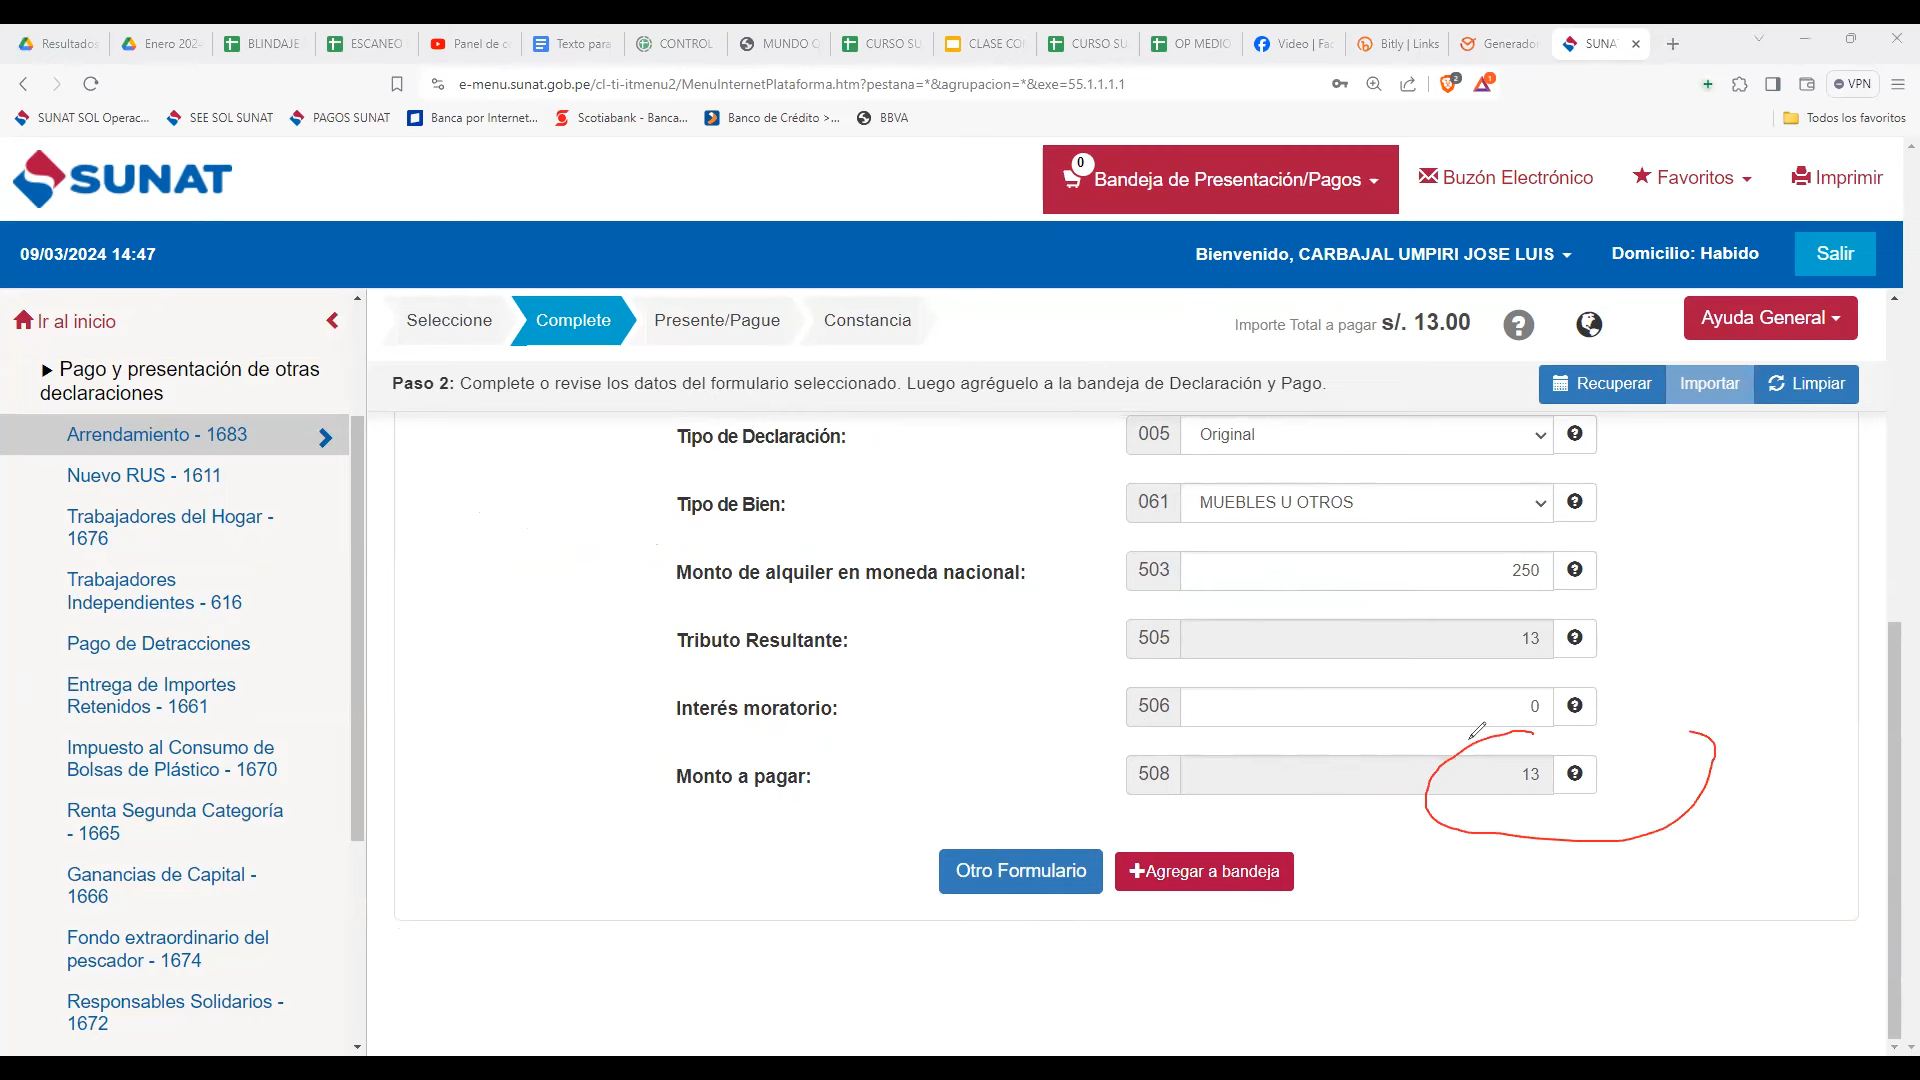 Resultados
Enero 202
BLINDAJE
ESCANEO
Panel de c
Texto para
CONTROL
MUNDO
CURSO SU
CLASE CO
CURSO SU
OP MEDIO
Video | Fac
Bitly | Links
Generado
SUNA
e-menu.sunat.gob.pe/cl-ti-itmenu2/MenuInternetPlataforma.htm?pestana=*&agrupacion=*&exe=55.1.1.1.1
2
1
VPN
SUNAT SOL Operac...
SEE SOL SUNAT
PAGOS SUNAT
Banca por Internet...
Scotiabank - Banca...
Banco de Crédito >...
BBVA
Todos los favoritos
SUNAT
0
Bandeja de Presentación/Pagos
Buzón Electrónico
Favoritos
Imprimir
09/03/2024 14:47
Bienvenido, CARBAJAL UMPIRI JOSE LUIS
Domicilio: Habido
Salir
Ir al inicio
Pago y presentación de otras
declaraciones
Arrendamiento - 1683
Nuevo RUS - 1611
Trabajadores del Hogar -
1676
Trabajadores
Independientes - 616
Pago de Detracciones
Entrega de Importes
Retenidos - 1661
Impuesto al Consumo de
Bolsas de Plástico - 1670
Renta Segunda Categoría
- 1665
Ganancias de Capital -
1666
Fondo extraordinario del
pescador - 1674
Responsables Solidarios -
1672
Seleccione
Complete
Presente/Pague
Constancia
Importe Total a pagar s/. 13.00
Ayuda General
Paso 2: Complete o revise los datos del formulario seleccionado. Luego agréguelo a la bandeja de Declaración y Pago.
Recuperar
Importar
Limpiar
Tipo de Declaración:
005
Original
Tipo de Bien:
061
MUEBLES U OTROS
Monto de alquiler en moneda nacional:
503
250
Tributo Resultante:
505
13
Interés moratorio:
506
0
Monto a pagar:
508
13
Otro Formulario
Agregar a bandeja